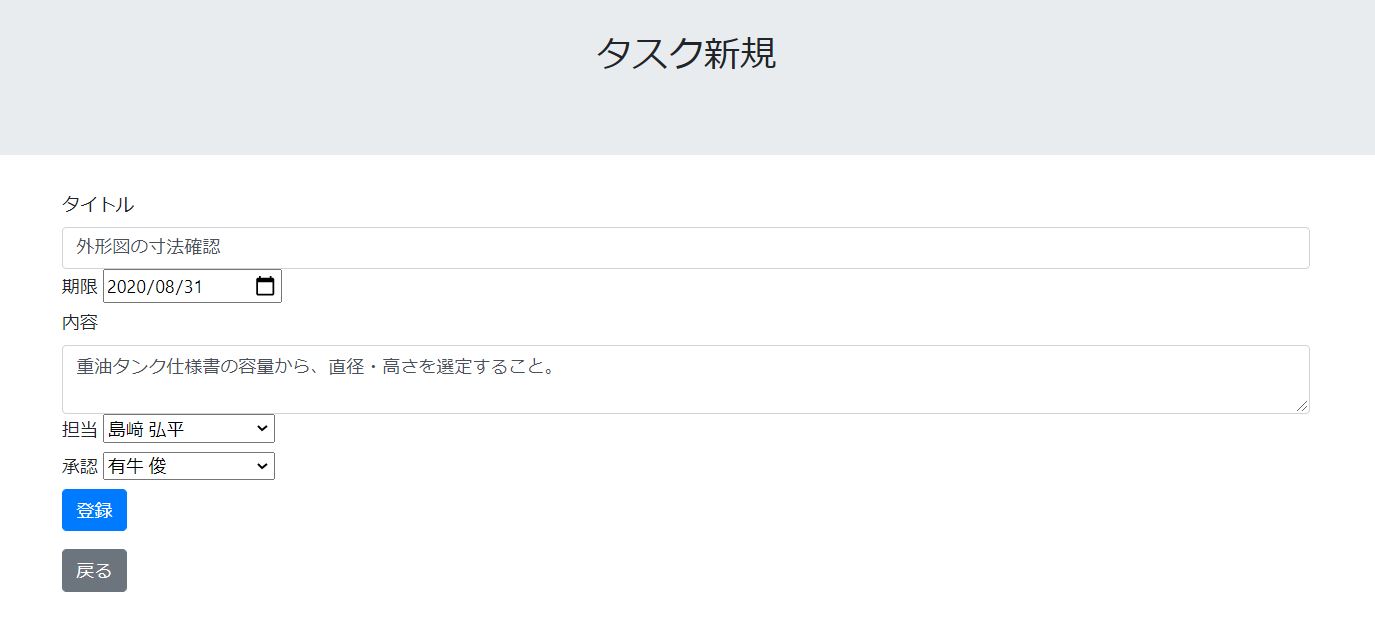 タスク新規
タイトル
外形図の寸法確認
期限 2020/08/31
内容
重油タンク仕様書の容量から、直径・高さを選定すること。
担当 島﨑 弘平
承認 有牛 俊
登録
戻る